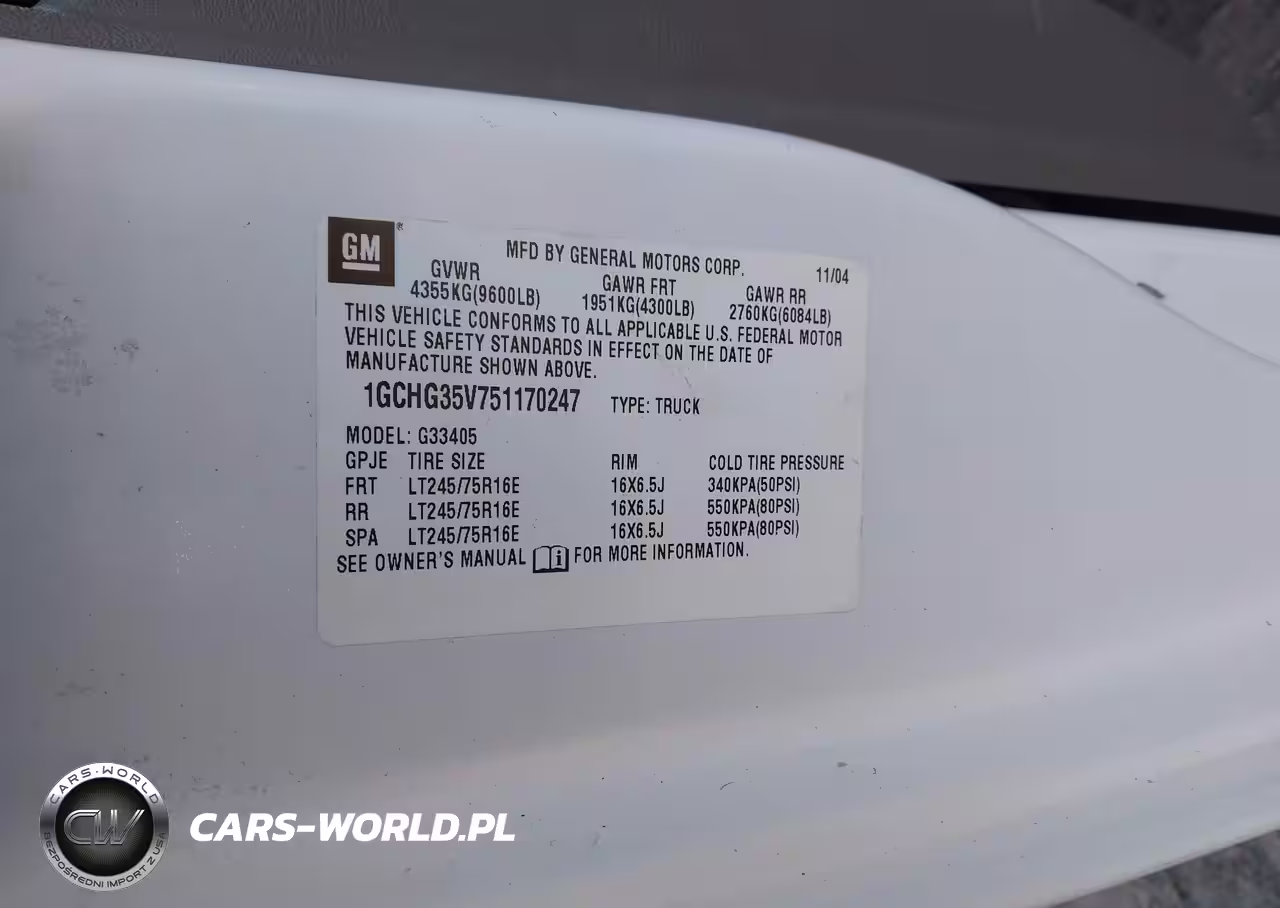 GM ®
MFD BY GENERAL MOTORS CORP. 11/04
GVWR GAWR FRT GAWR RR
4355KG(9600LB) 1951KG(4300LB) 2760KG(6084LB)
THIS VEHICLE CONFORMS TO ALL APPLICABLE U.S. FEDERAL MOTOR
VEHICLE SAFETY STANDARDS IN EFFECT ON THE DATE OF
MANUFACTURE SHOWN ABOVE.
1GCHG35V751170247 TYPE: TRUCK
MODEL: G33405
GPJE TIRE SIZE RIM COLD TIRE PRESSURE
FRT LT245/75R16E 16X6.5J 340KPA(50PSI)
RR LT245/75R16E 16X6.5J 550KPA(80PSI)
SPA LT245/75R16E 16X6.5J 550KPA(80PSI)
SEE OWNER'S MANUAL i FOR MORE INFORMATION.
CARS-WORLD
CW
BEZPOŚREDNI IMPORT Z USA
CARS-WORLD.PL